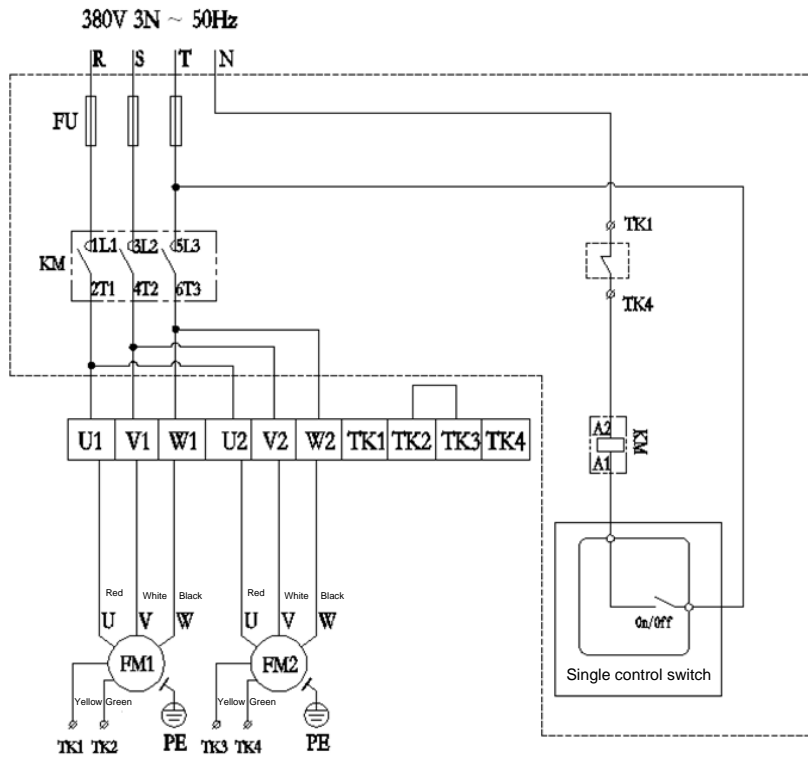 380V 3N ~ 50Hz
R S T N
FU
TK1
1L1 3L2 5L3
KM
2T1 4T2 6T3
TK4
A2
KM
A1
U1 V1 W1 U2 V2 W2 TK1 TK2 TK3 TK4
On/Off
Single control switch
Red White Black Red White Black
U V W U V W
FM1 FM2
Yellow Green Yellow Green
TK1 TK2 PE TK3 TK4 PE